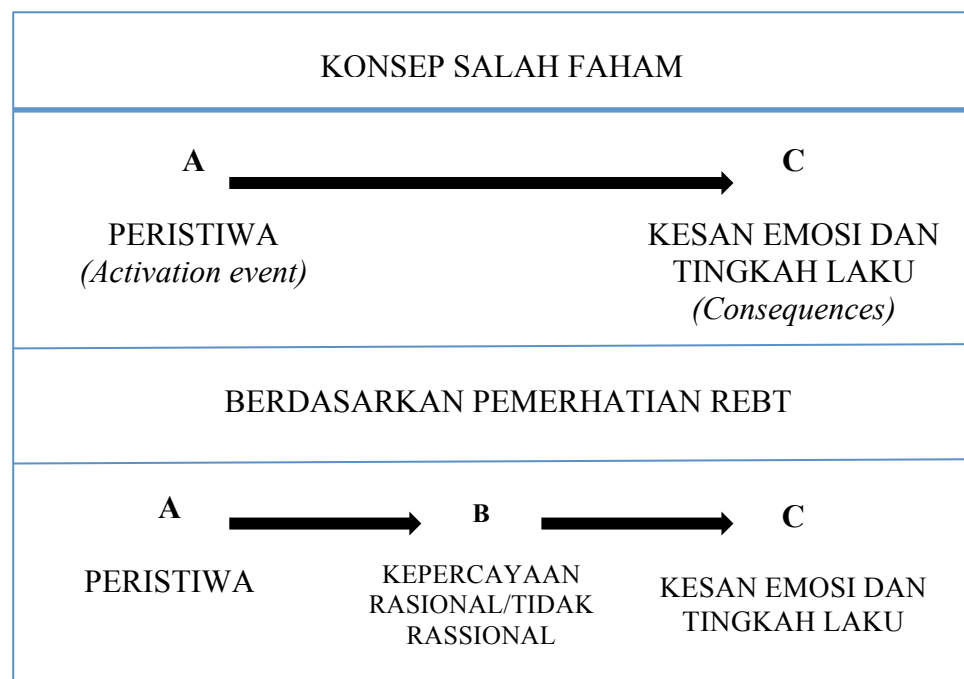 KONSEP SALAH FAHAM
A
C
PERISTIWA
(Activation event)
KESAN EMOSI DAN
TINGKAH LAKU
(Consequences)
BERDASARKAN PEMERHATIAN REBT
A
B
C
PERISTIWA
KEPERCAYAAN
RASIONAL/TIDAK
RASSIONAL
KESAN EMOSI DAN
TINGKAH LAKU